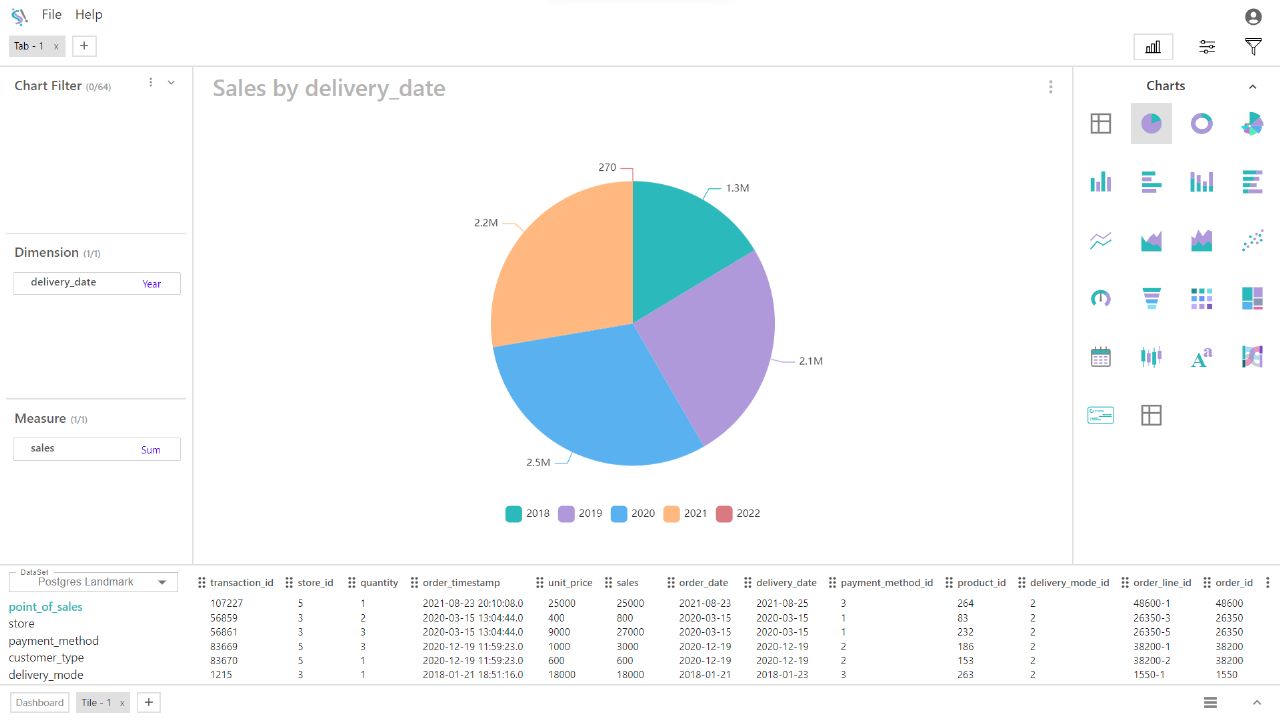 File Help
Tab - 1 x +
Chart Filter (0/64)
Sales by delivery_date
Charts
270
1.3M
2.2M
2.1M
2.5M
2018 2019 2020 2021 2022
Dimension (1/1)
delivery_date Year
Measure (1/1)
sales Sum
DataSet
Postgres Landmark
point_of_sales
store
payment_method
customer_type
delivery_mode
transaction_id store_id quantity order_timestamp unit_price sales order_date delivery_date payment_method_id product_id delivery_mode_id order_line_id order_id
107227 5 1 2021-08-23 20:10:08.0 25000 25000 2021-08-23 2021-08-25 3 264 2 48600-1 48600
56859 3 2 2020-03-15 13:04:44.0 400 800 2020-03-15 2020-03-15 1 83 2 26350-3 26350
56861 3 3 2020-03-15 13:04:44.0 9000 27000 2020-03-15 2020-03-15 1 232 2 26350-5 26350
83669 5 3 2020-12-19 11:59:23.0 1000 3000 2020-12-19 2020-12-19 2 186 2 38200-1 38200
83670 5 1 2020-12-19 11:59:23.0 600 600 2020-12-19 2020-12-19 2 153 2 38200-2 38200
1215 3 1 2018-01-21 18:51:16.0 18000 18000 2018-01-21 2018-01-23 3 263 2 1550-1 1550
Dashboard Tile - 1 x +